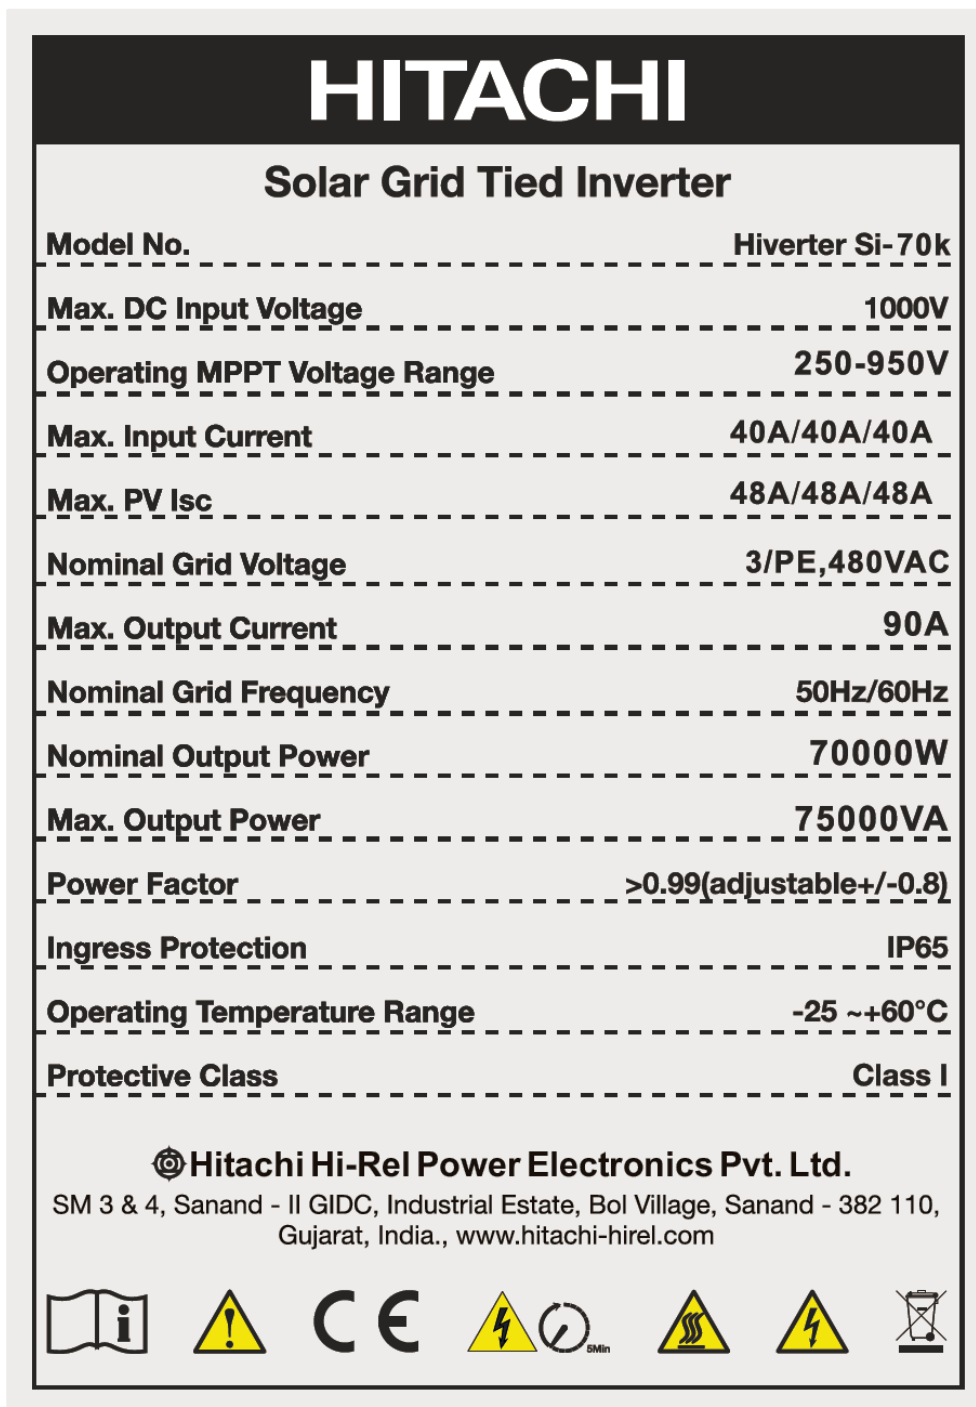 HITACHI
Solar Grid Tied Inverter
Model No. Hiverter Si-70k
Max. DC Input Voltage 1000V
Operating MPPT Voltage Range 250-950V
Max. Input Current 40A/40A/40A
Max. PV Isc 48A/48A/48A
Nominal Grid Voltage 3/PE,480VAC
Max. Output Current 90A
Nominal Grid Frequency 50Hz/60Hz
Nominal Output Power 70000W
Max. Output Power 75000VA
Power Factor >0.99(adjustable+/-0.8)
Ingress Protection IP65
Operating Temperature Range -25 ~+60°C
Protective Class Class I
Hitachi Hi-Rel Power Electronics Pvt. Ltd.
SM 3 & 4, Sanand - II GIDC, Industrial Estate, Bol Village, Sanand - 382 110,
Gujarat, India., www.hitachi-hirel.com
i ! CE 5Min